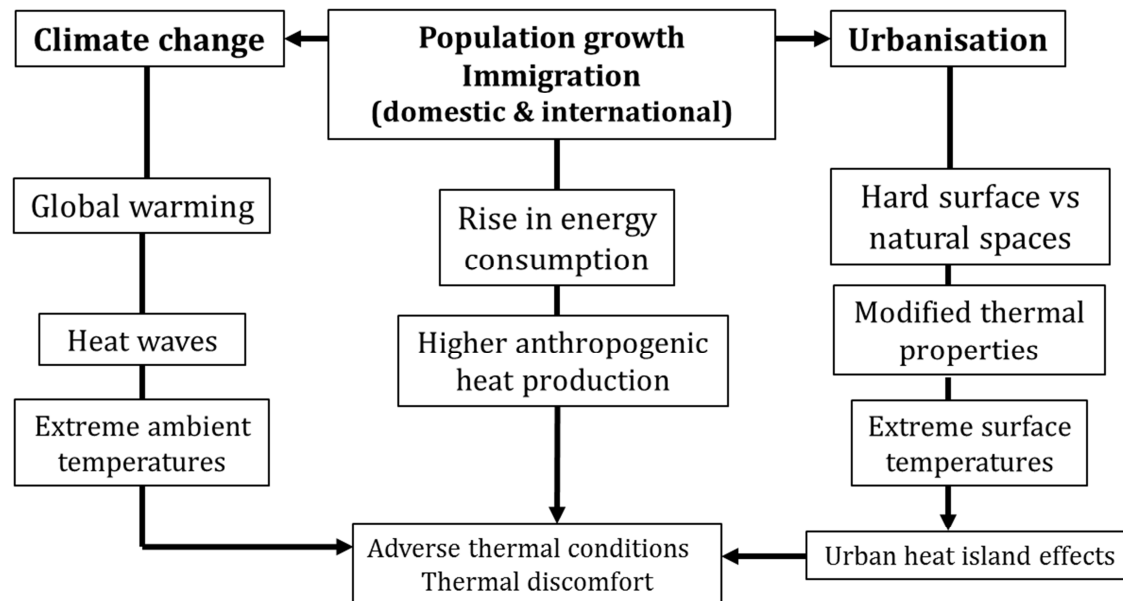 Climate change
Population growth
Immigration
(domestic & international)
Urbanisation
Global warming
Heat waves
Extreme ambient
temperatures
Rise in energy
consumption
Higher anthropogenic
heat production
Hard surface vs
natural spaces
Modified thermal
properties
Extreme surface
temperatures
Urban heat island effects
Adverse thermal conditions
Thermal discomfort